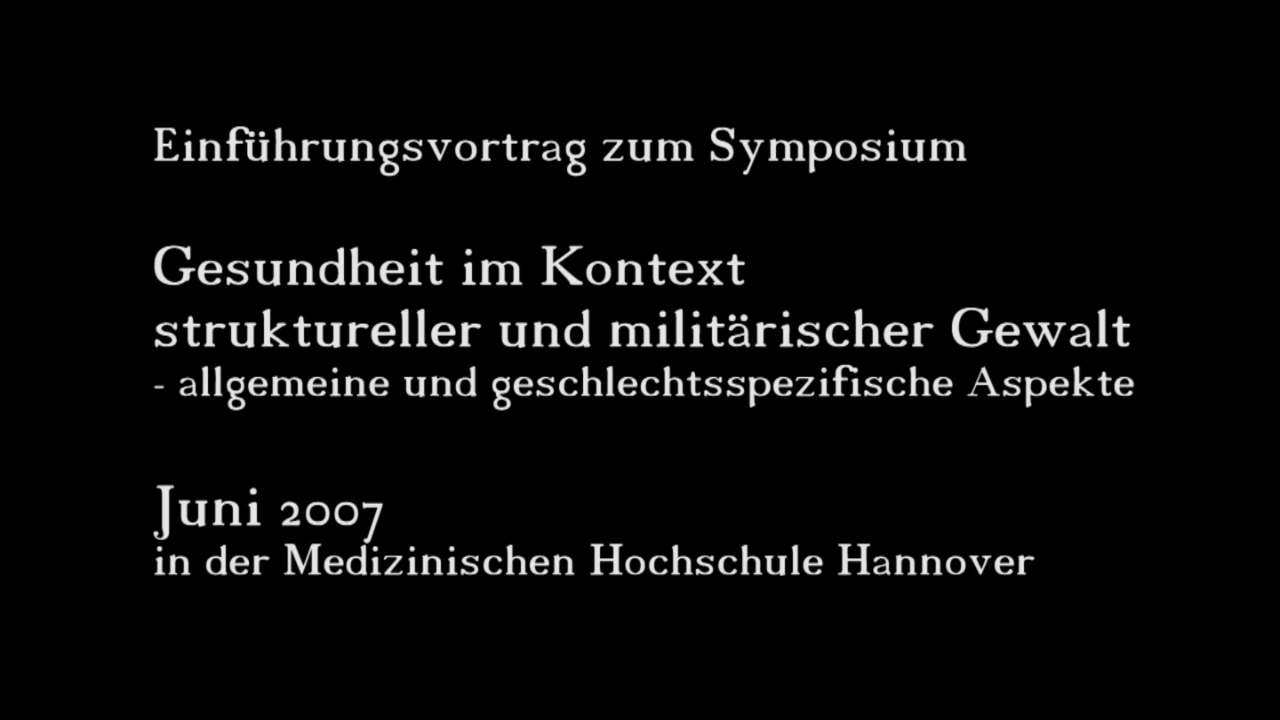 Einführungsvortrag zum Symposium
Gesundheit im Kontext
struktureller und militärischer Gewalt
- allgemeine und geschlechtsspezifische Aspekte
Juni 2007
in der Medizinischen Hochschule Hannover